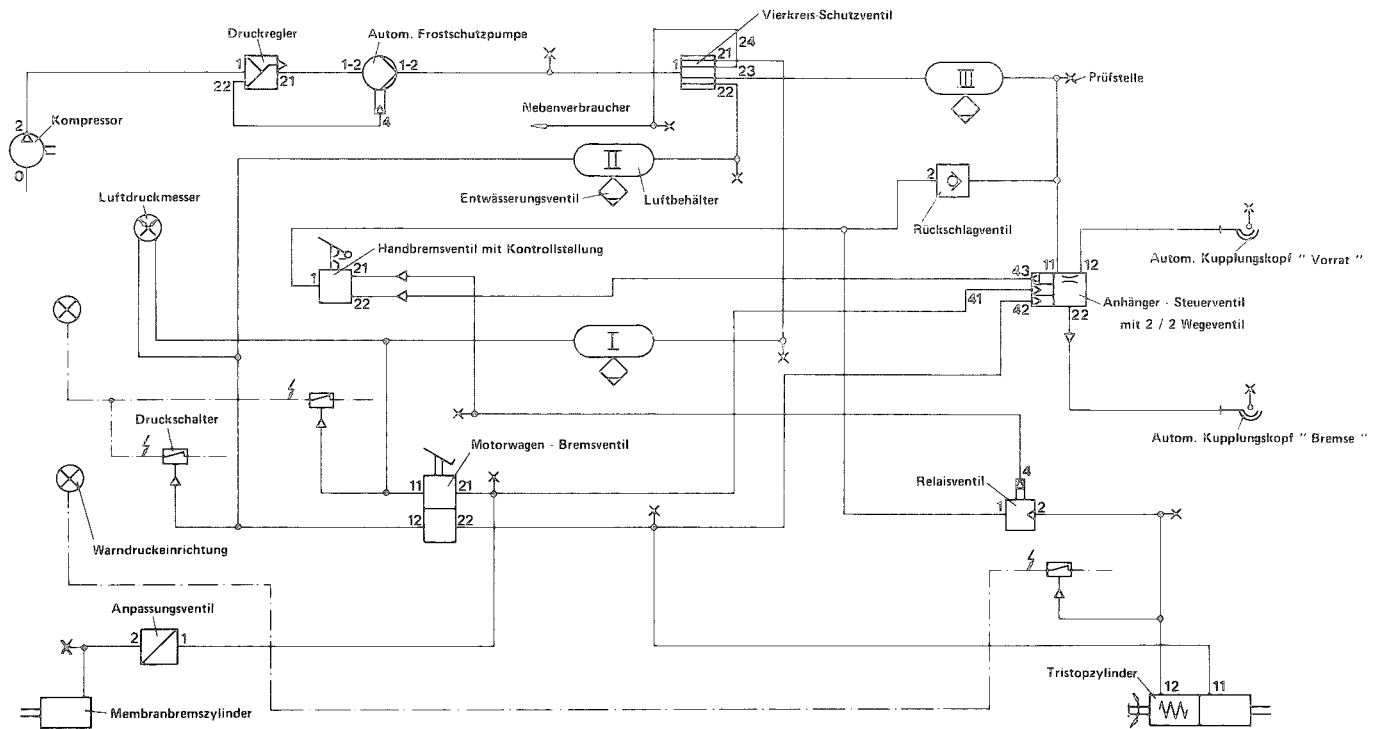 Vierkreis-Schutzventil
Druckregler
Autom. Frostschutzpumpe
24
21
1
1-2
1-2
1
23
21
22
22
Prüfstelle
Nebenverbraucher
4
2
Kompressor
0
III
II
2
Luftdruckmesser
Entwässerungsventil
Luftbehälter
Rückschlagventil
Handbremsventil mit Kontrollstellung
Autom. Kupplungskopf " Vorrat "
1
21
22
43
11
12
41
42
22
Anhänger - Steuerventil
mit 2 / 2 Wegeventil
I
Druckschalter
Motorwagen - Bremsventil
Autom. Kupplungskopf " Bremse "
11
21
12
22
Relaisventil
4
1
2
Warndruckeinrichtung
Anpassungsventil
2
1
Tristopzylinder
12
11
Membranbremszylinder